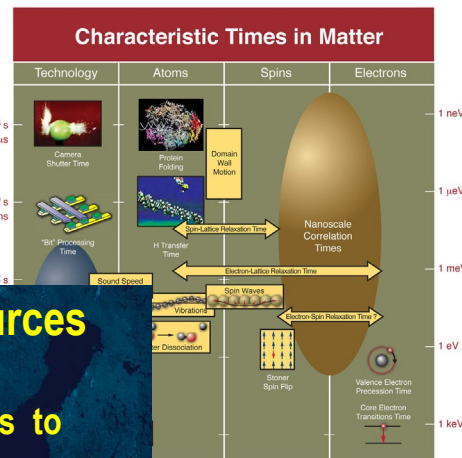 Characteristic Times in Matter
Technology Atoms Spins Electrons
1 neV
Camera
Shutter Time
Protein
Folding
Domain
Wall
Motion
1 µeV
"Bit" Processing
Time
H Transfer
Time
Spin-Lattice Relaxation Time
Nanoscale
Correlation
Times
Electron-Lattice Relaxation Time
1 meV
Sound Speed
Spin Waves
Vibrations
Electron-Spin Relaxation Time ?
1 eV
Dissociation
Stoner
Spin Flip
Valence Electron
Precession Time
Core Electron
Transitions Time
1 keV
s to